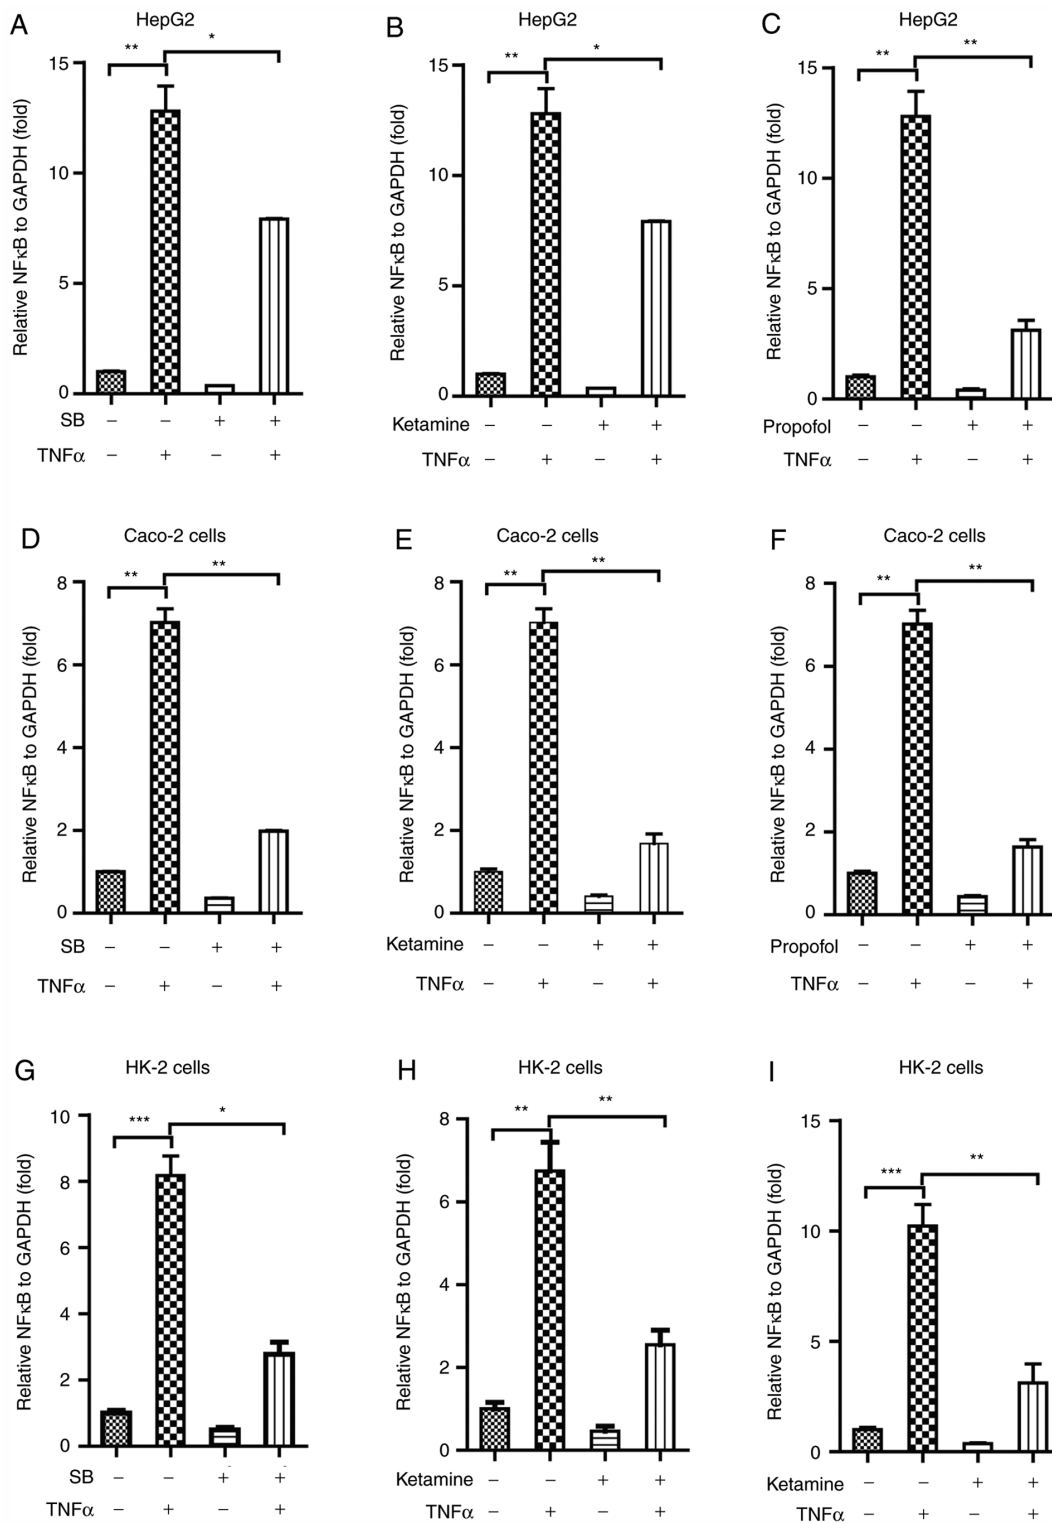 A
HepG2
** *
15
10
5
0
Relative NFκB to GAPDH (fold)
SB – – + +
TNFα – + – +
B
HepG2
** *
15
10
5
0
Relative NFκB to GAPDH (fold)
Ketamine – – + +
TNFα – + – +
C
HepG2
** **
15
10
5
0
Relative NFκB to GAPDH (fold)
Propofol – – + +
TNFα – + – +
D
Caco-2 cells
** **
8
6
4
2
0
Relative NFκB to GAPDH (fold)
SB – – + +
TNFα – + – +
E
Caco-2 cells
** **
8
6
4
2
0
Relative NFκB to GAPDH (fold)
Ketamine – – + +
TNFα – + – +
F
Caco-2 cells
** **
8
6
4
2
0
Relative NFκB to GAPDH (fold)
Propofol – – + +
TNFα – + – +
G
HK-2 cells
*** *
10
8
6
4
2
0
Relative NFκB to GAPDH (fold)
SB – – + +
TNFα – + – +
H
HK-2 cells
** **
8
6
4
2
0
Relative NFκB to GAPDH (fold)
Ketamine – – + +
TNFα – + – +
I
HK-2 cells
*** **
15
10
5
0
Relative NFκB to GAPDH (fold)
Ketamine – – + +
TNFα – + – +